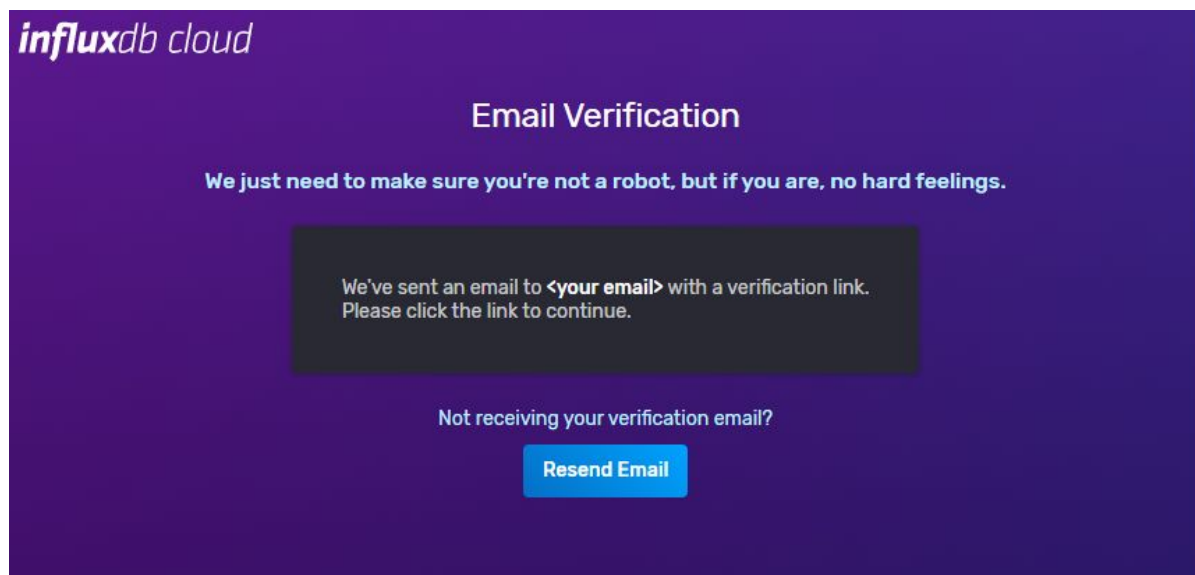 influxdb cloud
Email Verification
We just need to make sure you're not a robot, but if you are, no hard feelings.
We've sent an email to <your email> with a verification link.
Please click the link to continue.
Not receiving your verification email?
Resend Email